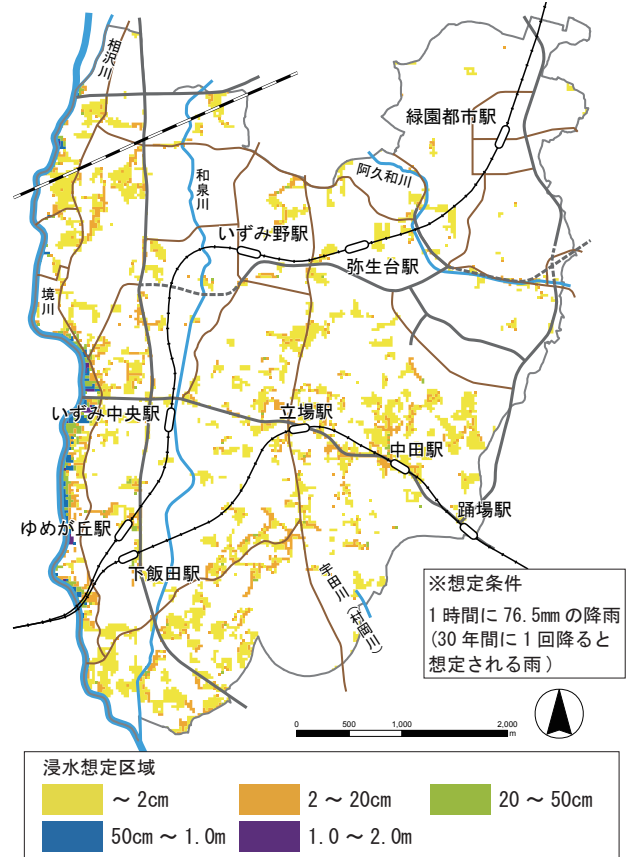 相沢川
緑園都市駅
阿久和川
和泉川
いずみ野駅
弥生台駅
境川
いずみ中央駅
立場駅
中田駅
踊場駅
ゆめが丘駅
下飯田駅
宇田川(村岡川)
※想定条件
1時間に76.5mmの降雨
(30年間に1回降ると
想定される雨)
0 500 1,000 2,000
m
浸水想定区域
~2cm
2~20cm
20~50cm
50cm~1.0m
1.0~2.0m